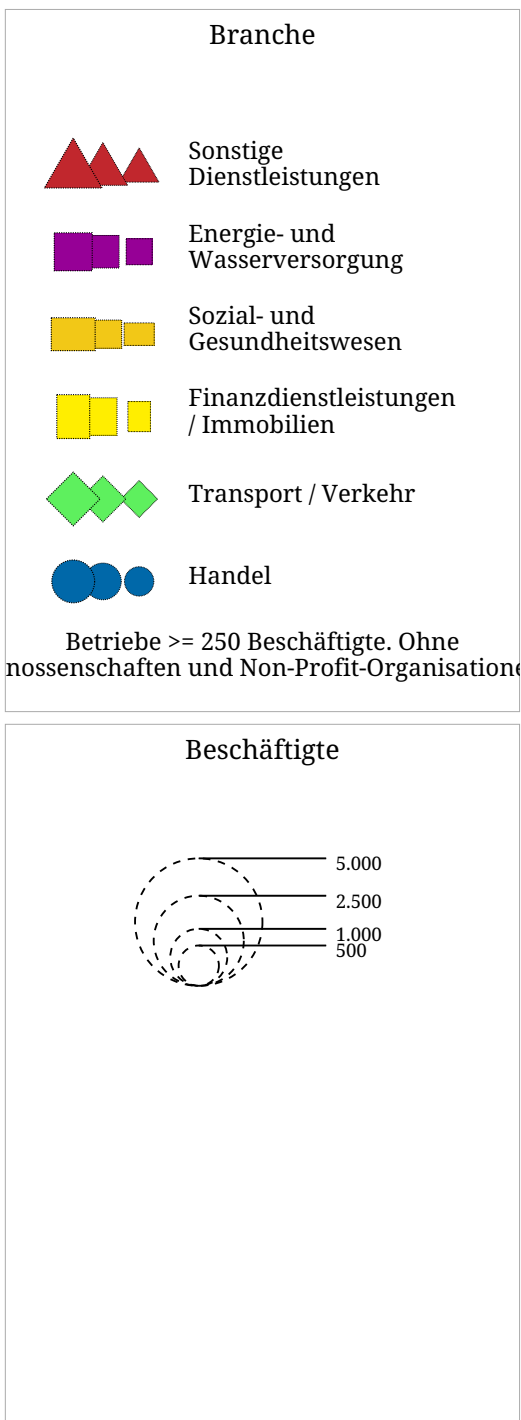 Branche
Sonstige
Dienstleistungen
Energie- und
Wasserversorgung
Sozial- und
Gesundheitswesen
Finanzdienstleistungen
/ Immobilien
Transport / Verkehr
Handel
Betriebe >= 250 Beschäftigte. Ohne
nossenschaften und Non-Profit-Organisatione
Beschäftigte
5.000
2.500
1.000
500